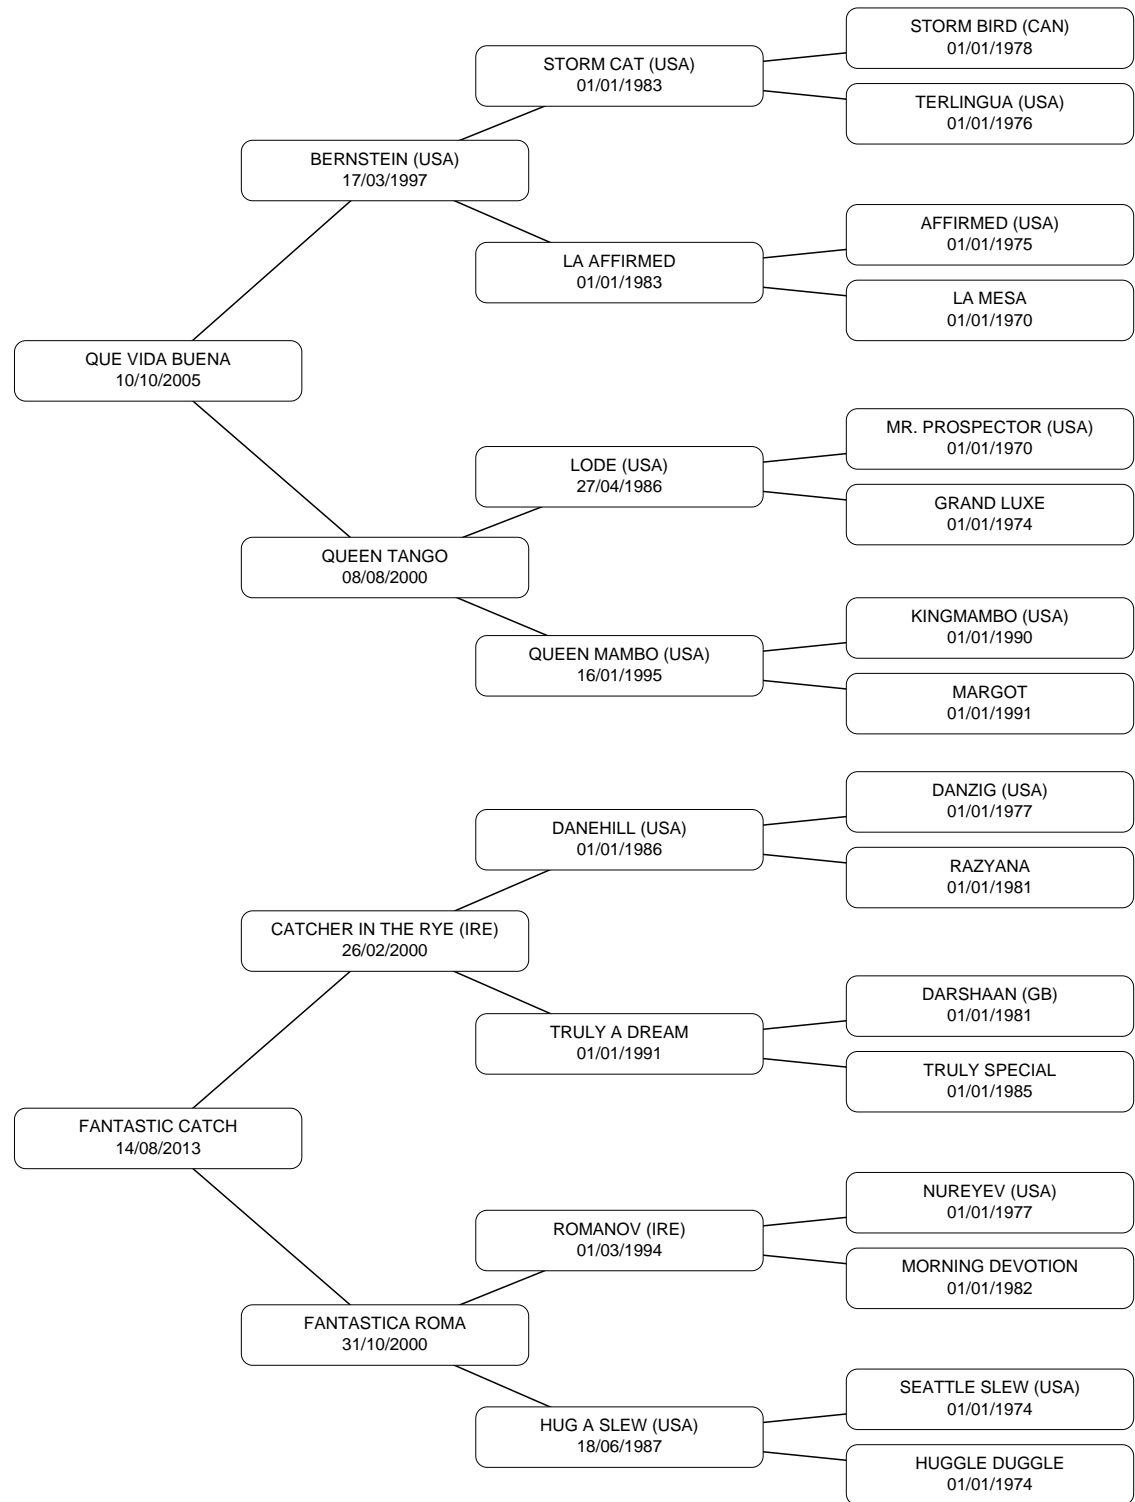 STORM BIRD (CAN)
01/01/1978
STORM CAT (USA)
01/01/1983
TERLINGUA (USA)
01/01/1976
BERNSTEIN (USA)
17/03/1997
AFFIRMED (USA)
01/01/1975
LA AFFIRMED
01/01/1983
LA MESA
01/01/1970
QUE VIDA BUENA
10/10/2005
MR. PROSPECTOR (USA)
01/01/1970
LODE (USA)
27/04/1986
GRAND LUXE
01/01/1974
QUEEN TANGO
08/08/2000
KINGMAMBO (USA)
01/01/1990
QUEEN MAMBO (USA)
16/01/1995
MARGOT
01/01/1991
DANZIG (USA)
01/01/1977
DANEHILL (USA)
01/01/1986
RAZYANA
01/01/1981
CATCHER IN THE RYE (IRE)
26/02/2000
DARSHAAN (GB)
01/01/1981
TRULY A DREAM
01/01/1991
TRULY SPECIAL
01/01/1985
FANTASTIC CATCH
14/08/2013
NUREYEV (USA)
01/01/1977
ROMANOV (IRE)
01/03/1994
MORNING DEVOTION
01/01/1982
FANTASTICA ROMA
31/10/2000
SEATTLE SLEW (USA)
01/01/1974
HUG A SLEW (USA)
18/06/1987
HUGGLE DUGGLE
01/01/1974